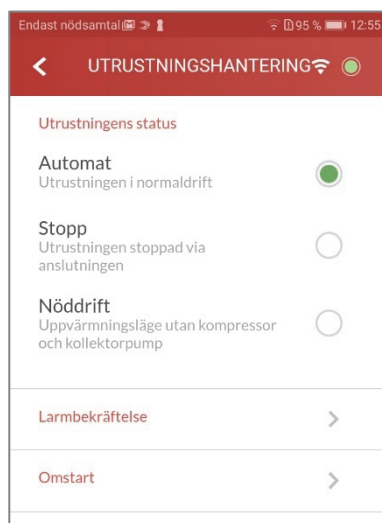 Endast nödsamtal 95 % 12:55
UTRUSTNINGSHANTERING
Utrustningens status
Automat
Utrustningen i normaldrift
Stopp
Utrustningen stoppad via
anslutningen
Nöddrift
Uppvärmningsläge utan kompressor
och kollektorpump
Larmbekräftelse
Omstart